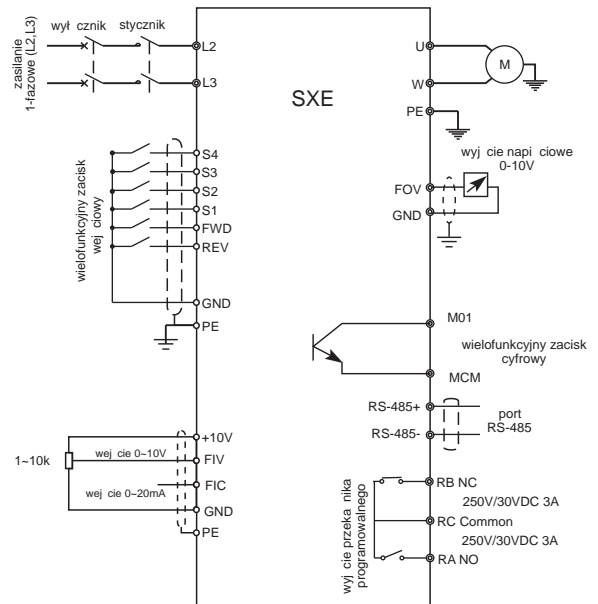 wył cznik
stycznik
zasilanie
1-fazowe (L2,L3)
L2
L3
SXE
U
W
PE
M
wyj cie napi ciowe
0-10V
FOV
GND
wielofunkcyjny zacisk
wej ciowy
S4
S3
S2
S1
FWD
REV
GND
PE
M01
wielofunkcyjny zacisk
cyfrowy
MCM
RS-485+
RS-485-
port
RS-485
1~10k
+10V
wej cie 0~10V
FIV
FIC
wej cie 0~20mA
GND
PE
wyj cie przeka nika
programowalnego
RB NC
250V/30VDC 3A
RC Common
250V/30VDC 3A
RA NO